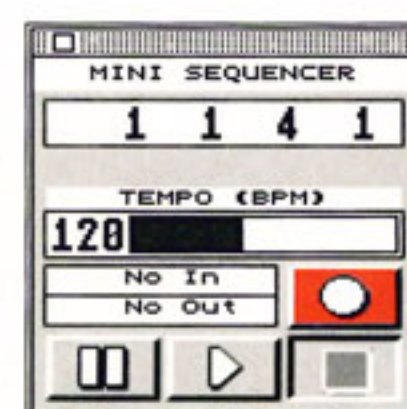 MINI SEQUENCER
1 1 4 1
TEMPO (BPM)
120
No In
No Out